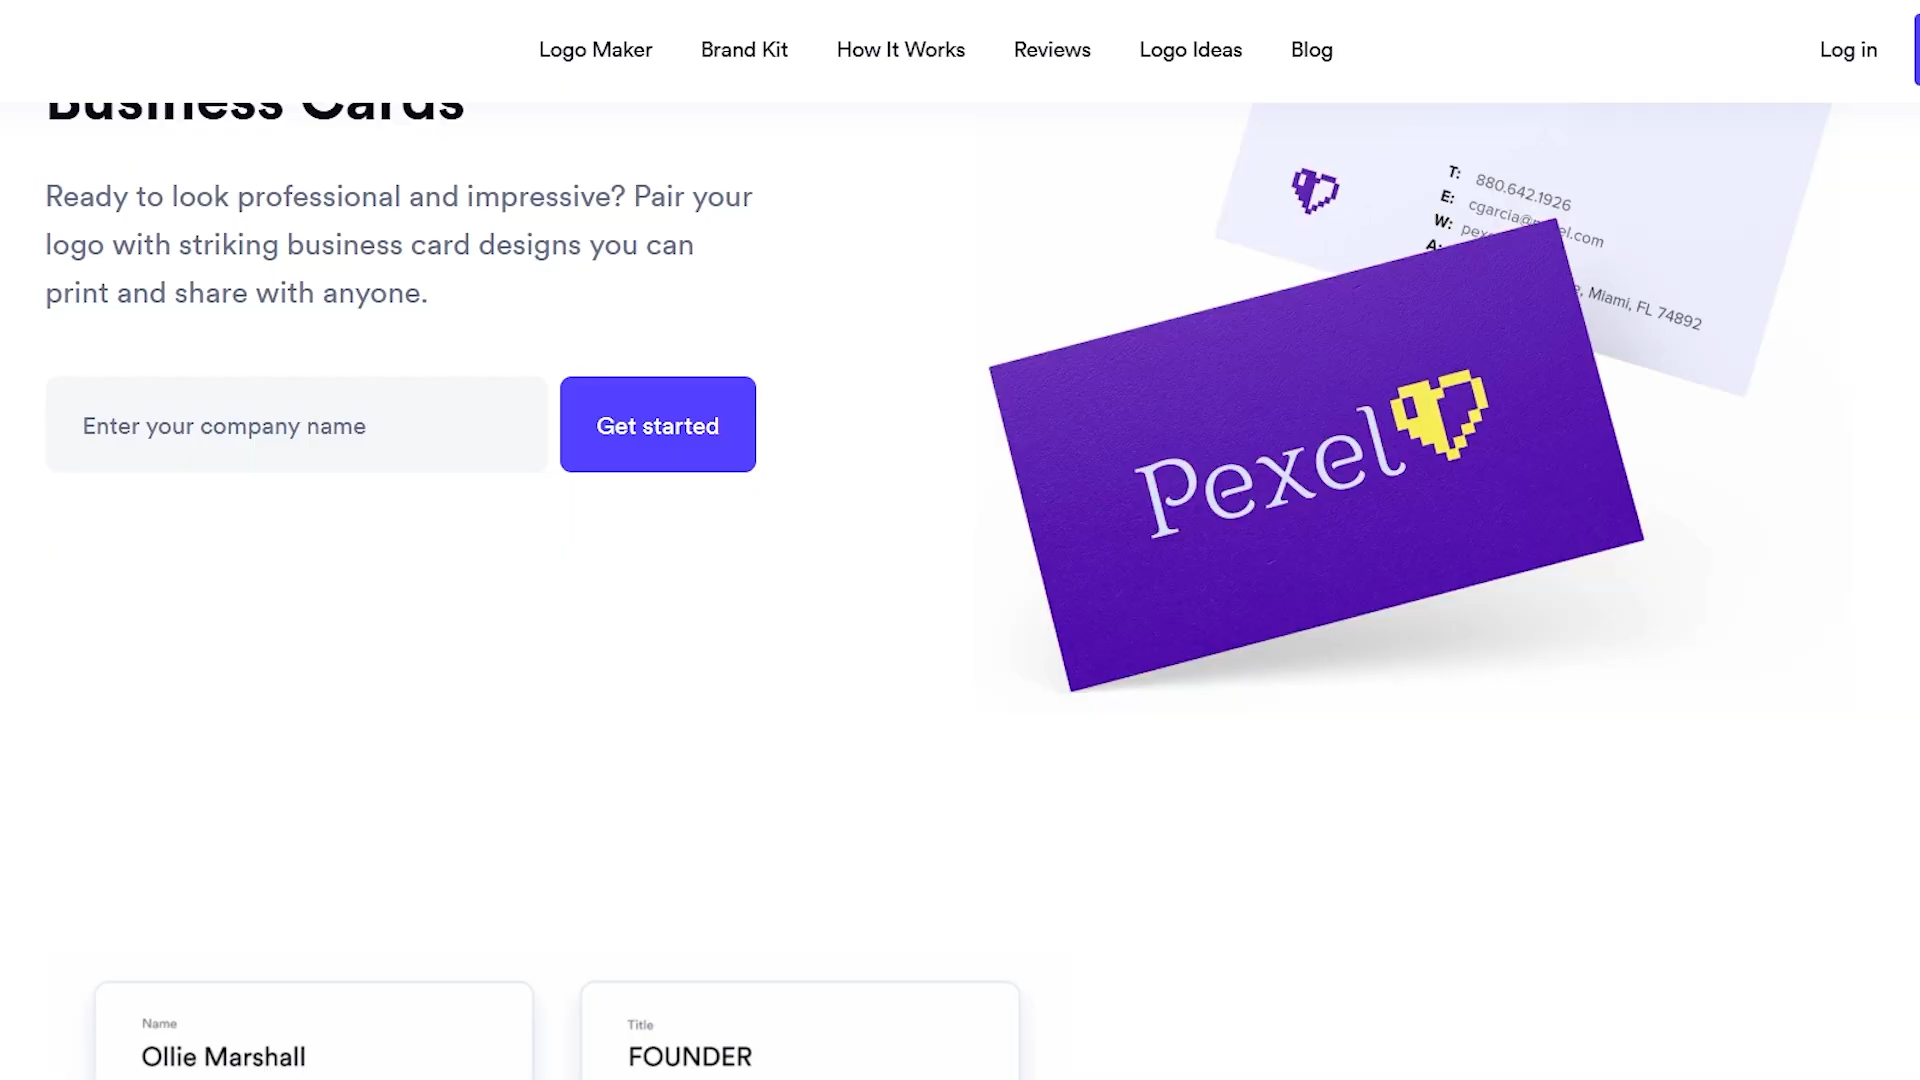 Logo Maker Brand Kit How It Works Reviews Logo Ideas Blog Log in
Business Cards
Ready to look professional and impressive? Pair your
logo with striking business card designs you can
print and share with anyone.
Enter your company name
Get started
T: 880.642.1926
E:
W:
A:
, Miami, FL 74892
Pexel
Name
Ollie Marshall
Title
FOUNDER